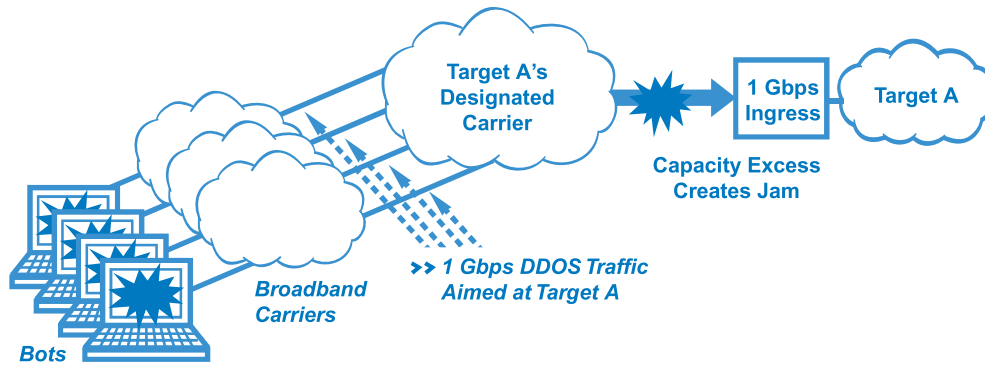 Target A's
Designated
Carrier
1 Gbps
Ingress
Target A
Capacity Excess
Creates Jam
>> 1 Gbps DDOS Traffic
Aimed at Target A
Broadband
Carriers
Bots